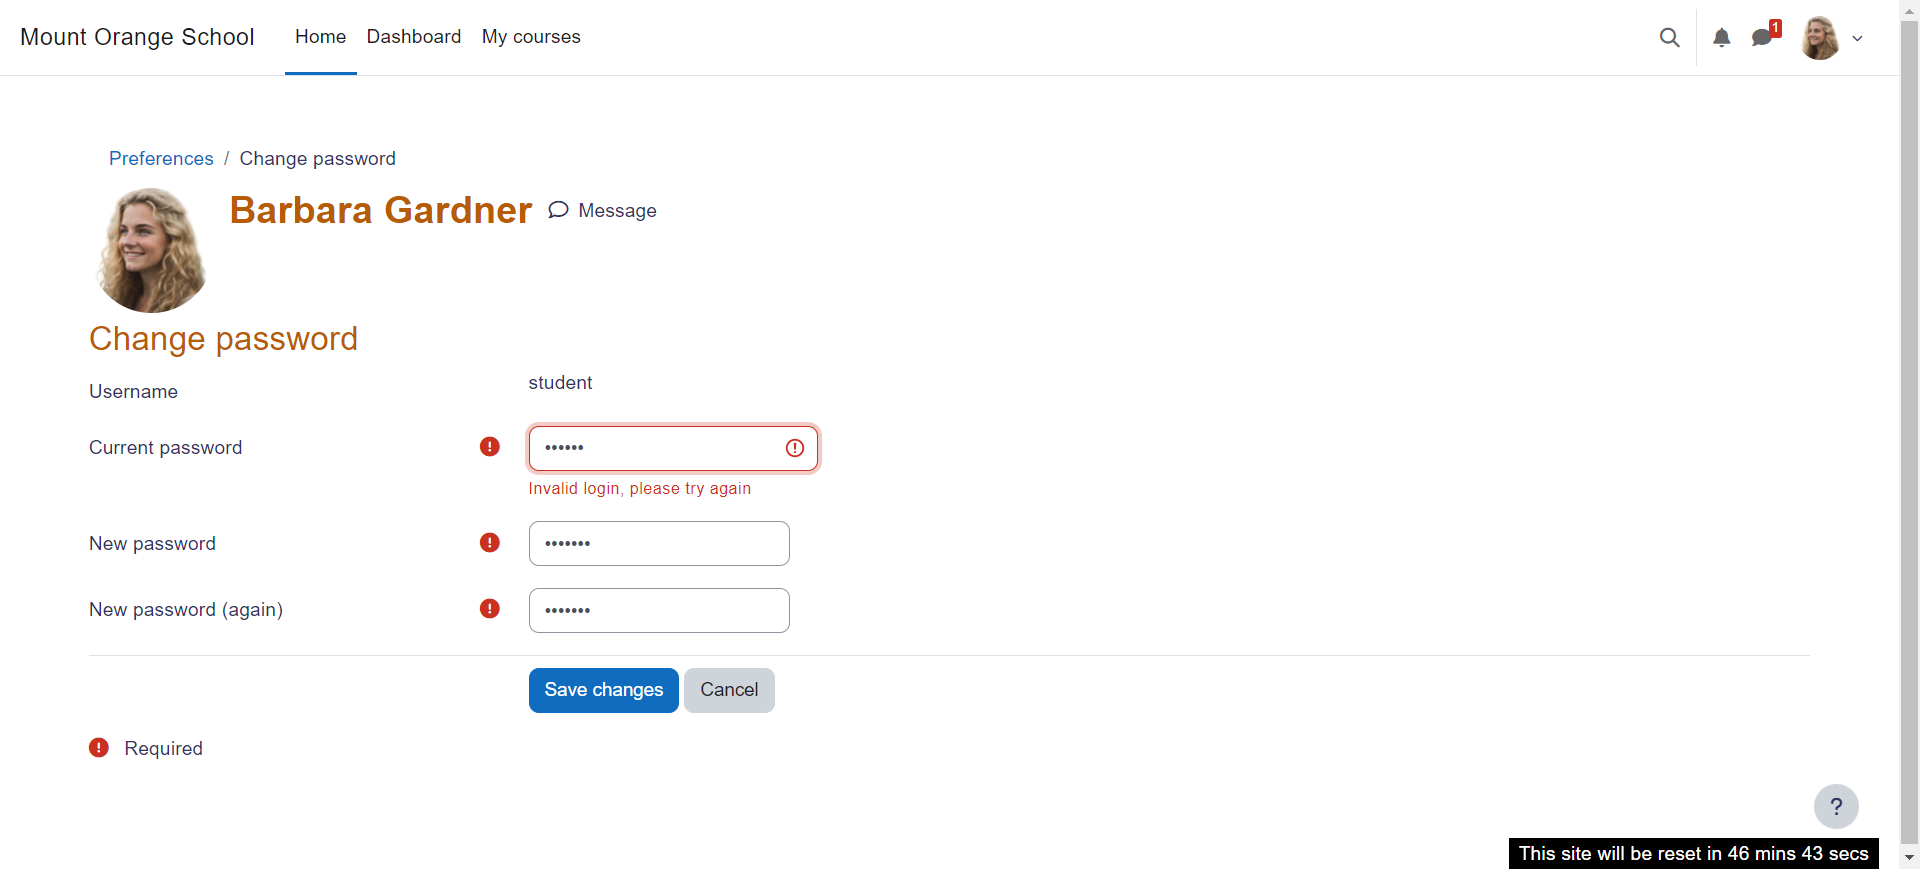 Mount Orange School Home Dashboard My courses 1
Preferences / Change password
Barbara Gardner Message
Change password
Username student
Current password ••••••
Invalid login, please try again
New password •••••••
New password (again) •••••••
Save changes Cancel
Required
?
This site will be reset in 46 mins 43 secs